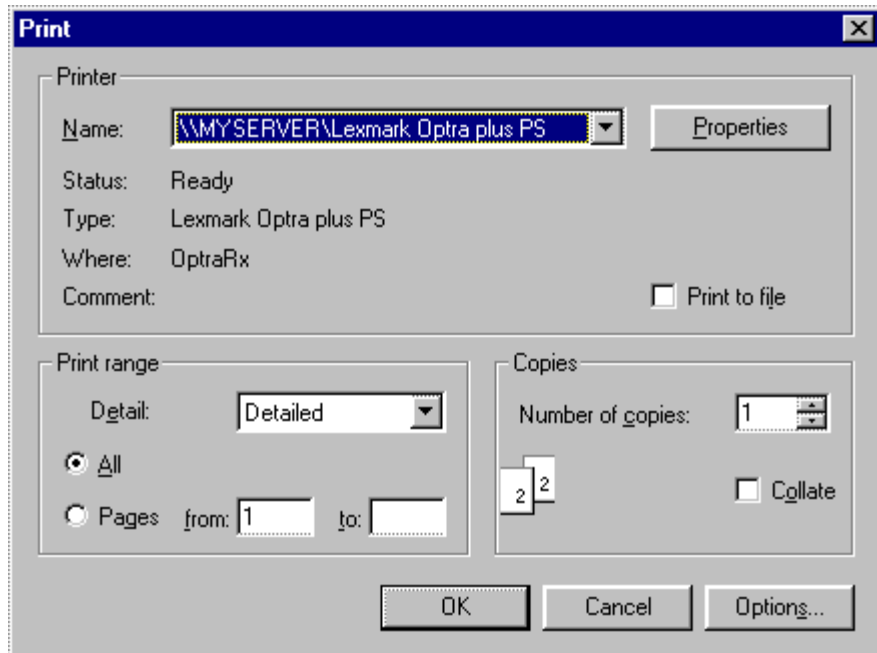 Print
Printer
Name: \\MYSERVER\Lexmark Optra plus PS Properties
Status: Ready
Type: Lexmark Optra plus PS
Where: OptraRx
Comment: Print to file
Print range
Detail: Detailed
All
Pages from: 1 to:
Copies
Number of copies: 1
2 2
Collate
OK Cancel Options...